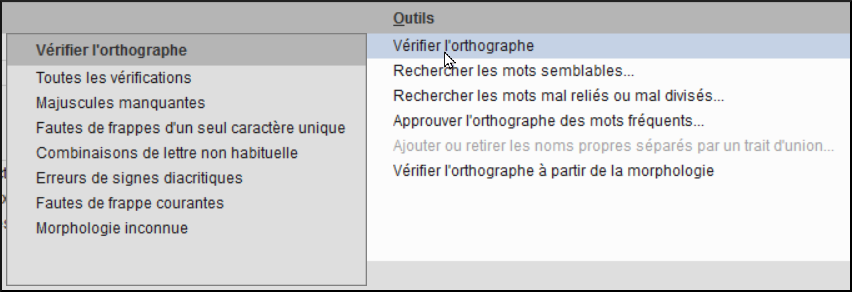 Outils
Vérifier l'orthographe
Rechercher les mots semblables...
Rechercher les mots mal reliés ou mal divisés...
Approuver l'orthographe des mots fréquents...
Ajouter ou retirer les noms propres séparés par un trait d'union...
Vérifier l'orthographe à partir de la morphologie
Vérifier l'orthographe
Toutes les vérifications
Majuscules manquantes
Fautes de frappes d'un seul caractère unique
Combinaisons de lettre non habituelle
Erreurs de signes diacritiques
Fautes de frappe courantes
Morphologie inconnue